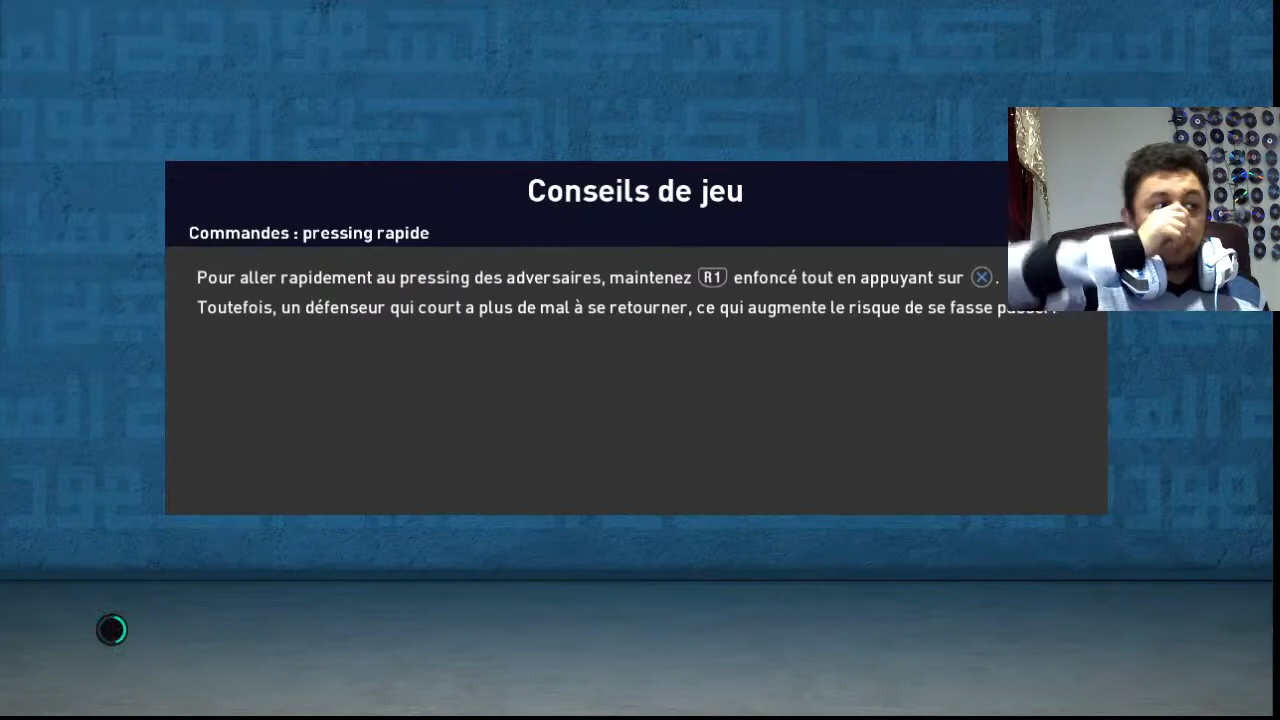 Conseils de jeu
Commandes : pressing rapide
Pour aller rapidement au pressing des adversaires, maintenez R1 enfoncé tout en appuyant sur ⓧ.
Toutefois, un défenseur qui court a plus de mal à se retourner, ce qui augmente le risque de se fasse